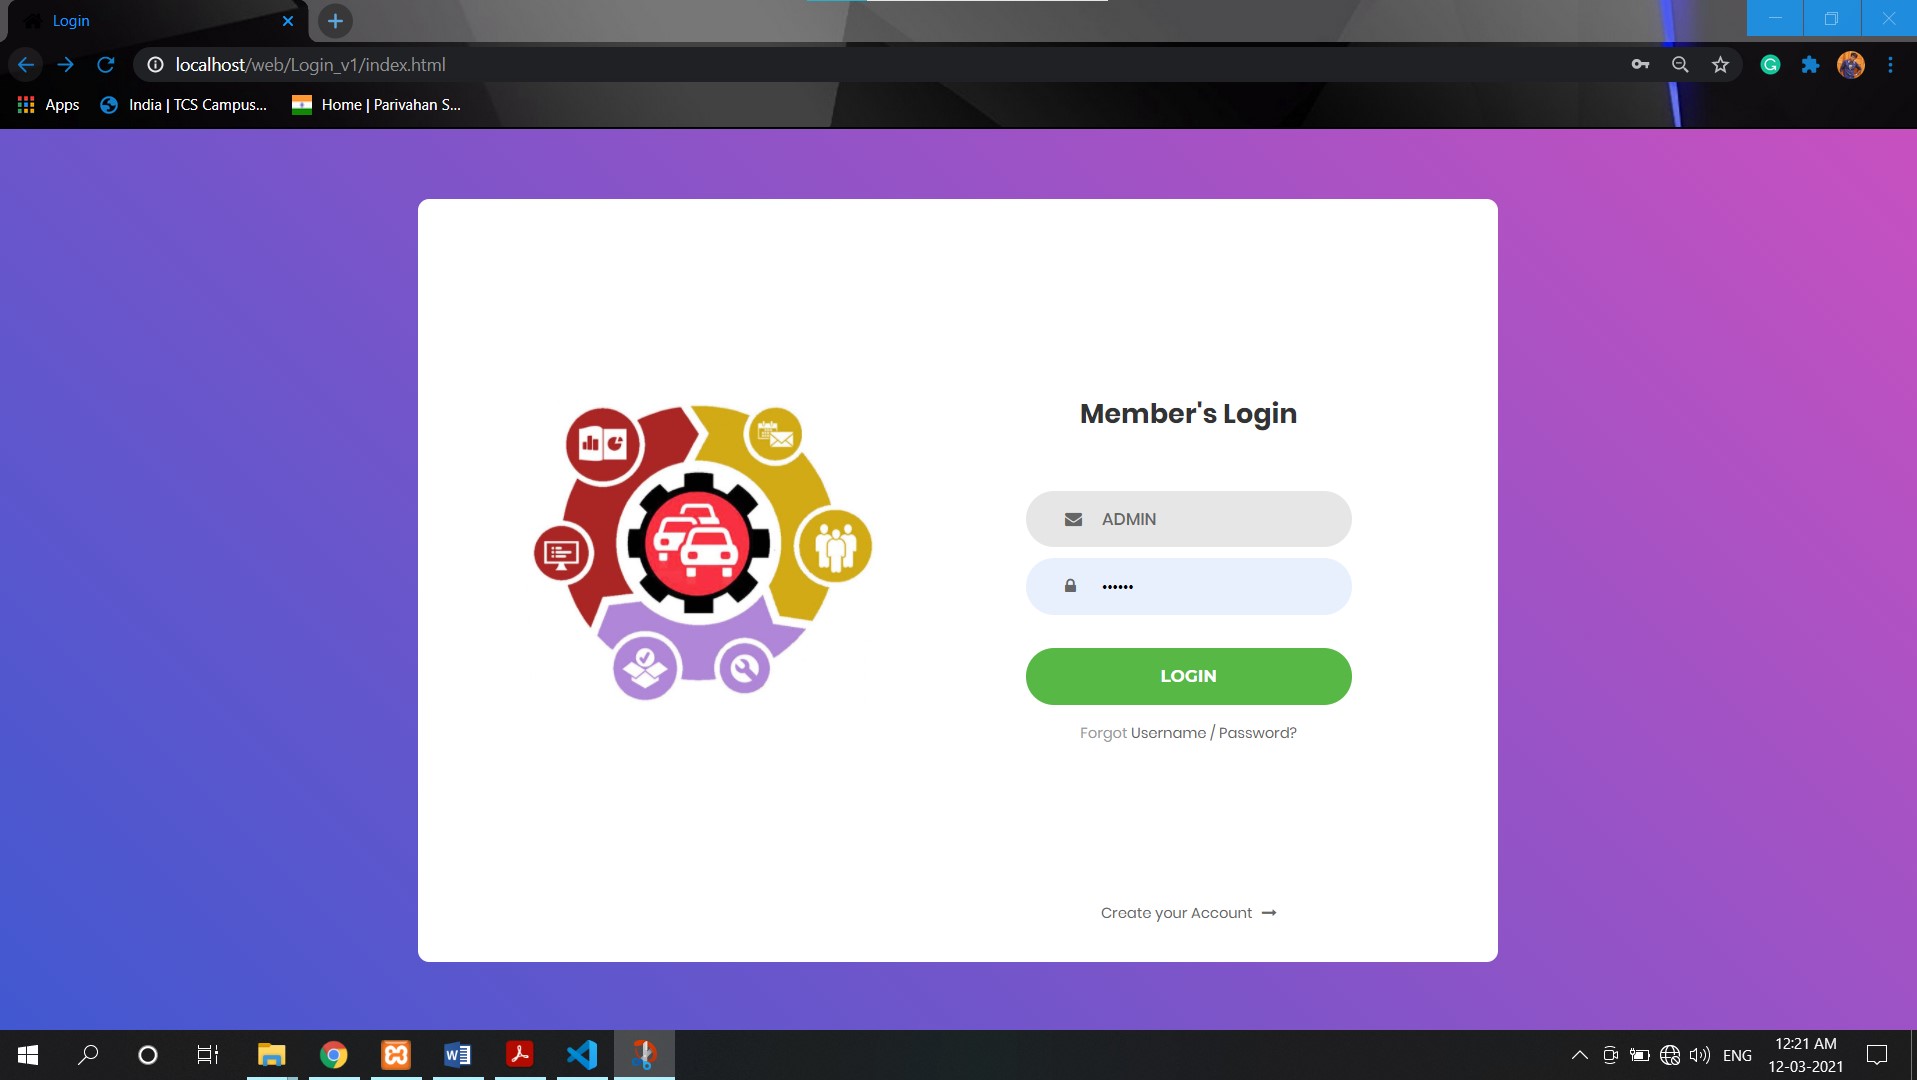 Login
localhost/web/Login_v1/index.html
Apps
India | TCS Campus...
Home | Parivahan S...
Member's Login
ADMIN
••••••
LOGIN
Forgot Username / Password?
Create your Account
ENG
12:21 AM
12-03-2021